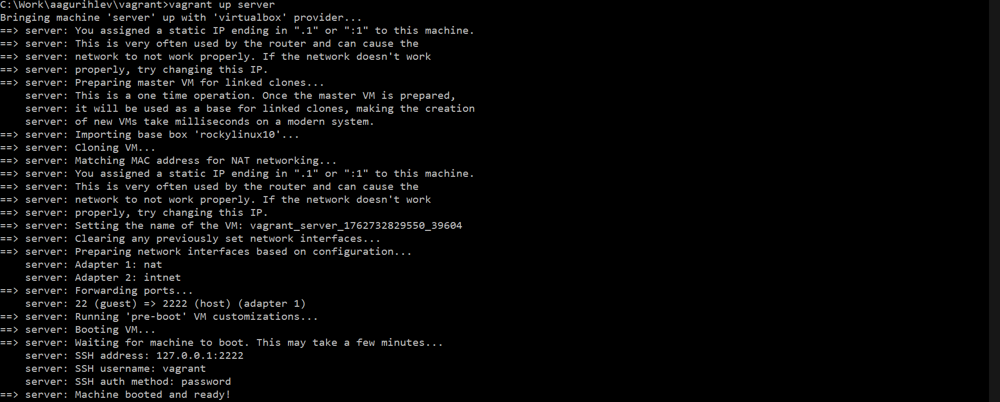 C:\Work\aagurihlev\vagrant>vagrant up server
Bringing machine 'server' up with 'virtualbox' provider...
==> server: You assigned a static IP ending in ".1" or ":1" to this machine.
==> server: This is very often used by the router and can cause the
==> server: network to not work properly. If the network doesn't work
==> server: properly, try changing this IP.
==> server: Preparing master VM for linked clones...
    server: This is a one time operation. Once the master VM is prepared,
    server: it will be used as a base for linked clones, making the creation
    server: of new VMs take milliseconds on a modern system.
==> server: Importing base box 'rockylinux10'...
==> server: Cloning VM...
==> server: Matching MAC address for NAT networking...
==> server: You assigned a static IP ending in ".1" or ":1" to this machine.
==> server: This is very often used by the router and can cause the
==> server: network to not work properly. If the network doesn't work
==> server: properly, try changing this IP.
==> server: Setting the name of the VM: vagrant_server_1762732829550_39604
==> server: Clearing any previously set network interfaces...
==> server: Preparing network interfaces based on configuration...
    server: Adapter 1: nat
    server: Adapter 2: intnet
==> server: Forwarding ports...
    server: 22 (guest) => 2222 (host) (adapter 1)
==> server: Running 'pre-boot' VM customizations...
==> server: Booting VM...
==> server: Waiting for machine to boot. This may take a few minutes...
    server: SSH address: 127.0.0.1:2222
    server: SSH username: vagrant
    server: SSH auth method: password
==> server: Machine booted and ready!